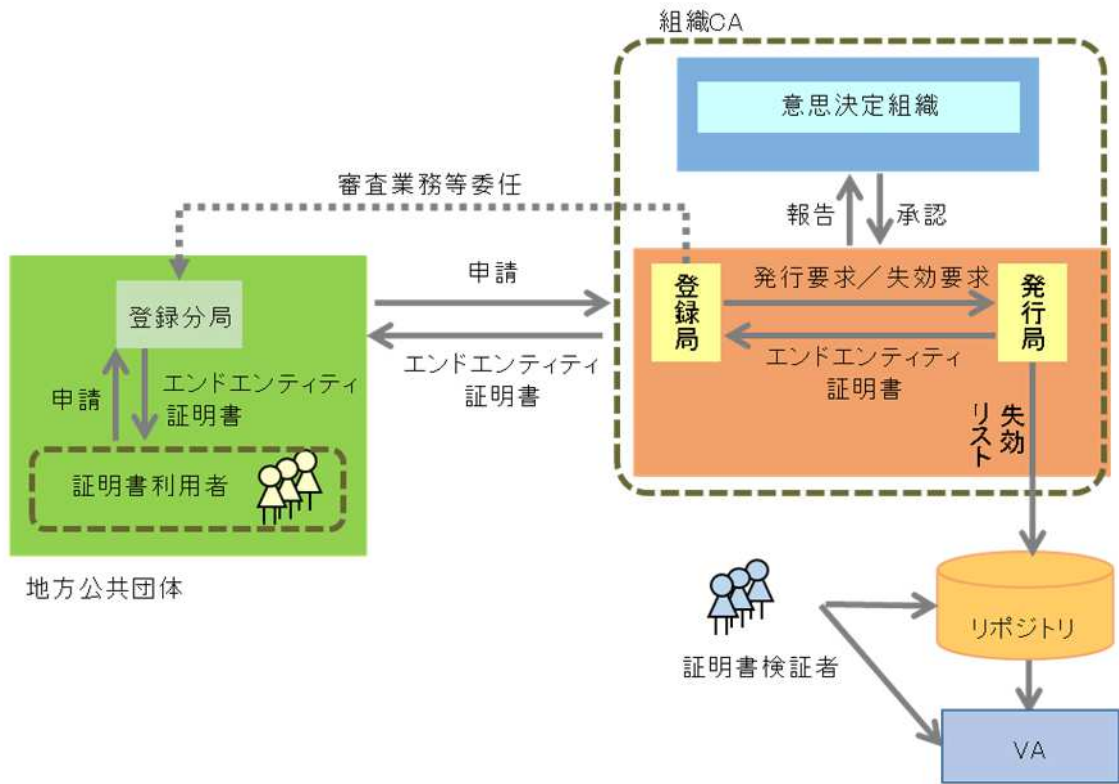 組織CA
意思決定組織
審査業務等委任
報告
承認
申請
登録局
発行要求／失効要求
発行局
登録分局
エンドエンティティ
証明書
エンドエンティティ
証明書
申請
エンドエンティティ
証明書
失効
リスト
証明書利用者
地方公共団体
リポジトリ
証明書検証者
VA